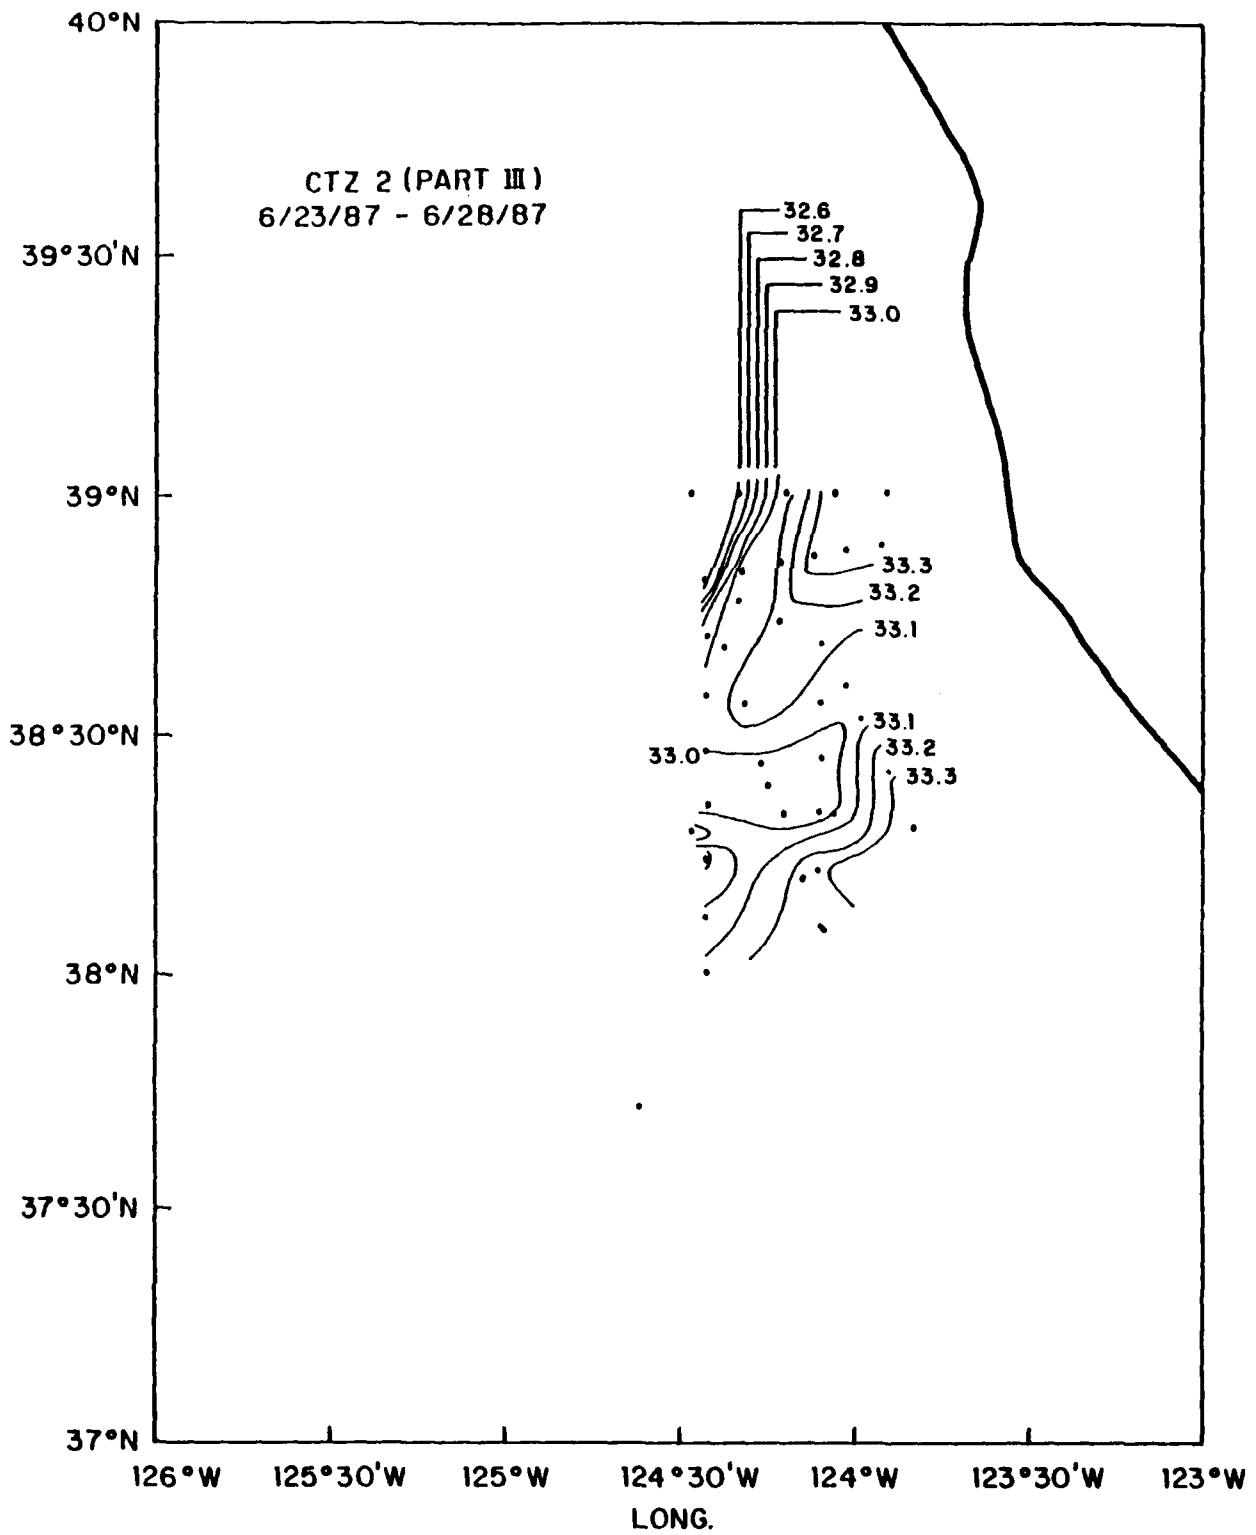 40°N
CTZ 2 (PART III)
6/23/87 - 6/28/87
32.6
32.7
39°30'N
32.8
32.9
33.0
39°N
33.3
33.2
33.1
33.1
38°30'N
33.2
33.0
33.3
38°N
37°30'N
37°N
126°W 125°30'W 125°W 124°30'W 124°W 123°30'W 123°W
LONG.